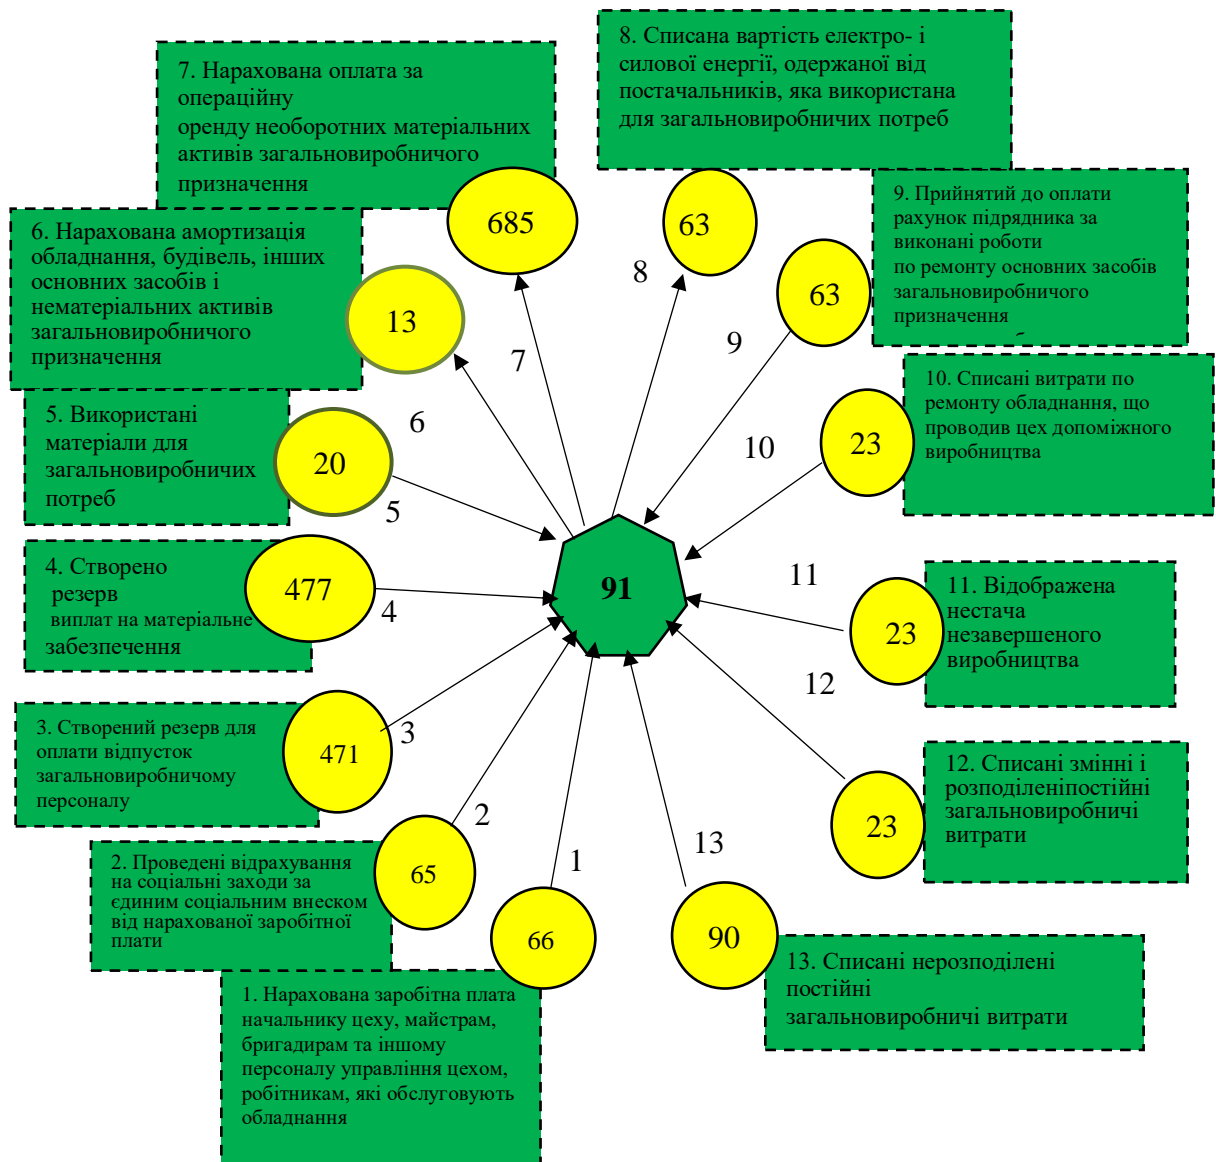 8. Списана вартість електро- і
силової енергії, одержаної від
постачальників, яка використана
для загальновиробничих потреб
7. Нарахована оплата за
операційну
оренду необоротних матеріальних
активів загальновиробничого
призначення
685
63
8
9. Прийнятий до оплати
рахунок підрядника за
виконані роботи
по ремонту основних засобів
загальновиробничого
призначення
63
9
6. Нарахована амортизація
обладнання, будівель, інших
основних засобів і
нематеріальних активів
загальновиробничого
призначення
13
7
6
10. Списані витрати по
ремонту обладнання, що
проводив цех допоміжного
виробництва
23
10
5. Використані
матеріали для
загальновиробничих
потреб
20
5
91
4. Створено
резерв
виплат на матеріальне
забезпечення
477
4
11
23
11. Відображена
нестача
незавершеного
виробництва
3. Створений резерв для
оплати відпусток
загальновиробничому
персоналу
471
3
12
23
12. Списані змінні і
розподіленіпостійні
загальновиробничі
витрати
2. Проведені відрахування
на соціальні заходи за
єдиним соціальним внеском
від нарахованої заробітної
плати
65
2
1
66
13
90
13. Списані нерозподілені
постійні
загальновиробничі витрати
1. Нарахована заробітна плата
начальнику цеху, майстрам,
бригадирам та іншому
персоналу управління цехом,
робітникам, які обслуговують
обладнання